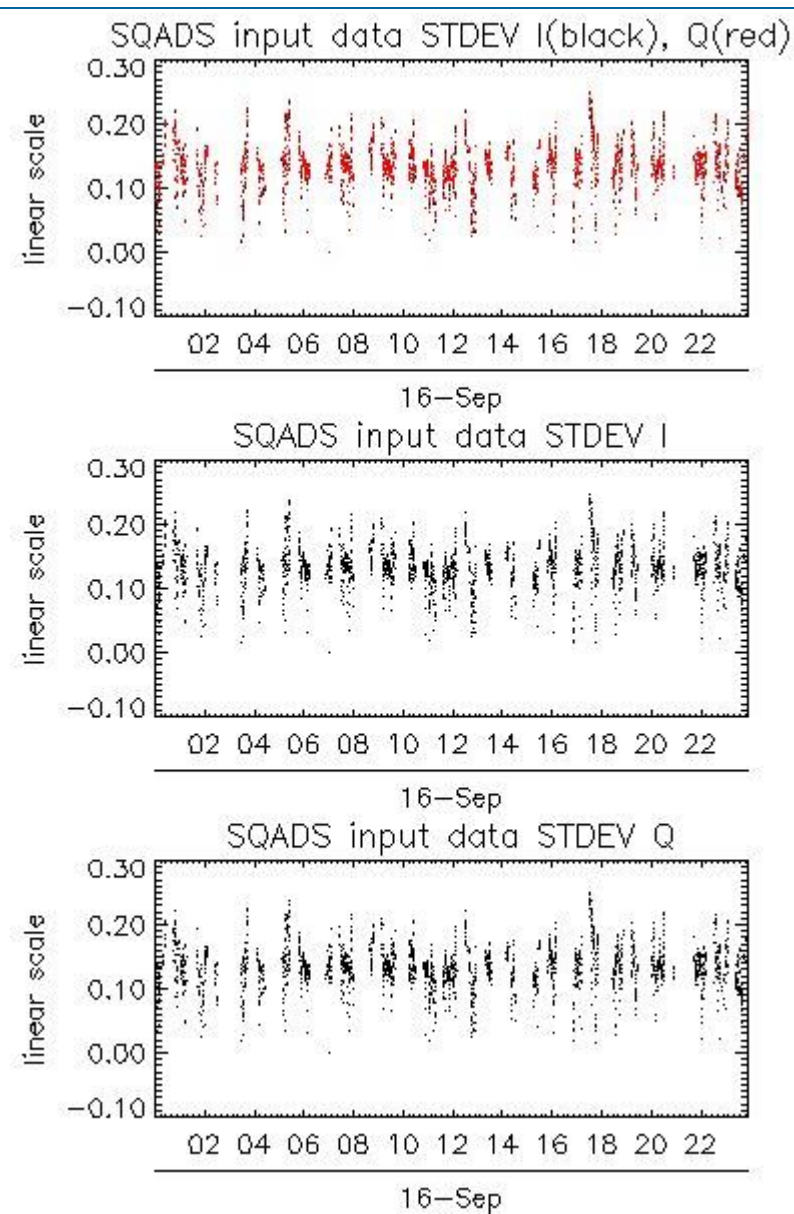 SQADS input data STDEV I(black), Q(red)
0.30
0.20
0.10
0.00
−0.10
linear scale
02 04 06 08 10 12 14 16 18 20 22
16−Sep
SQADS input data STDEV I
0.30
0.20
0.10
0.00
−0.10
linear scale
02 04 06 08 10 12 14 16 18 20 22
16−Sep
SQADS input data STDEV Q
0.30
0.20
0.10
0.00
−0.10
linear scale
02 04 06 08 10 12 14 16 18 20 22
16−Sep